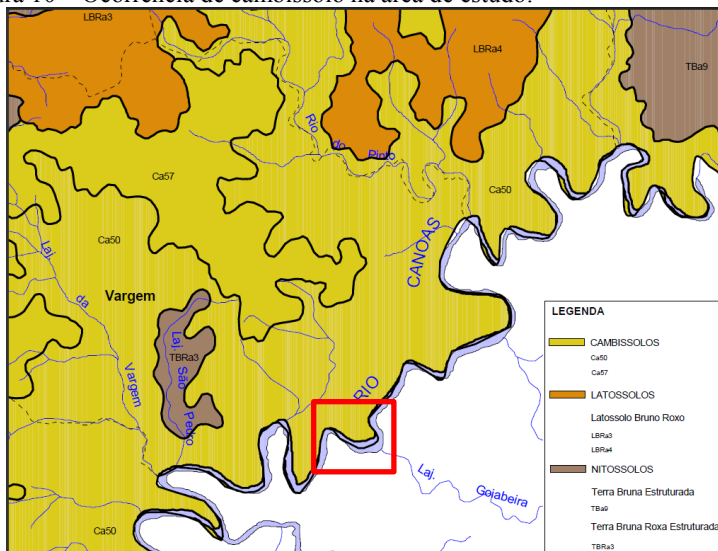 ra 10 – Ocorrência de cambissolo na área de estudo.
LBRa3
LBRa4
TBa9
Rio do Pinto
Ca57
Ca50
Ca50
RIO CANOAS
Laj. da Vargem
Vargem
TBRa3
Laj. São Pedro
Laj. Goiabeira
Ca50
LEGENDA
CAMBISSOLOS
Ca50
Ca57
LATOSSOLOS
Latossolo Bruno Roxo
LBRa3
LBRa4
NITOSSOLOS
Terra Bruna Estruturada
TBa9
Terra Bruna Roxa Estruturada
TBRa3